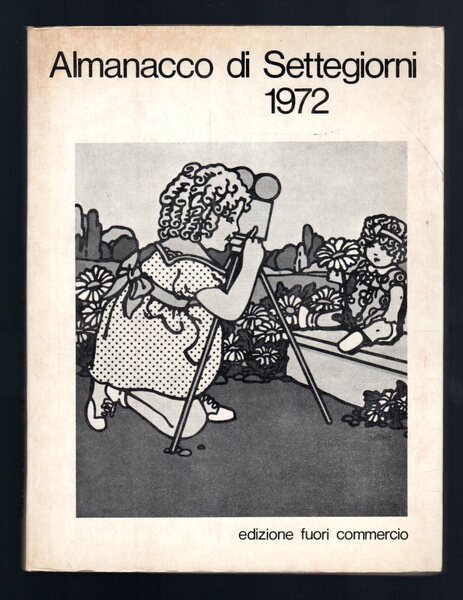 Almanacco di Settegiorni
1972
edizione fuori commercio